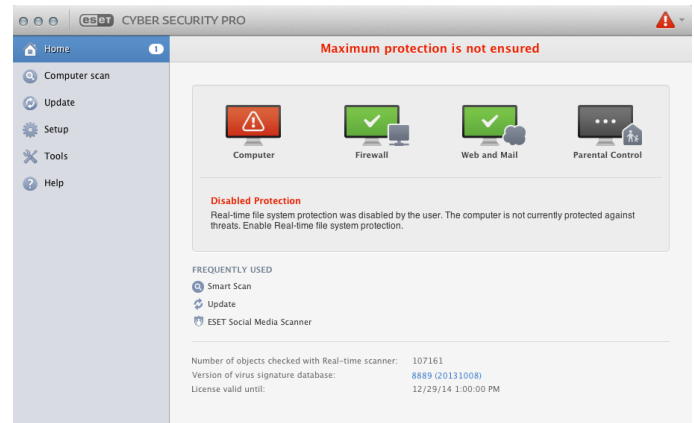 eset CYBER SECURITY PRO
Home 1
Computer scan
Update
Setup
Tools
Help
Maximum protection is not ensured
Computer
Firewall
Web and Mail
Parental Control
Disabled Protection
Real-time file system protection was disabled by the user. The computer is not currently protected against
threats. Enable Real-time file system protection.
FREQUENTLY USED
Smart Scan
Update
ESET Social Media Scanner
Number of objects checked with Real-time scanner: 107161
Version of virus signature database: 8889 (20131008)
License valid until: 12/29/14 1:00:00 PM